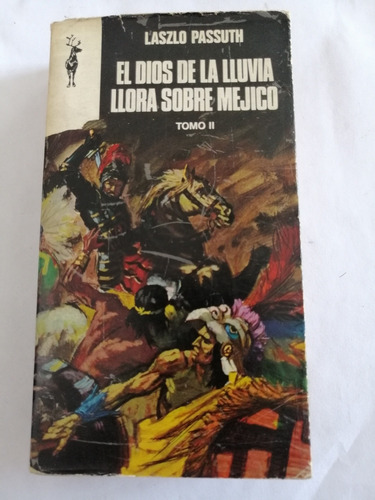 LASZLO PASSUTH
EL DIOS DE LA LLUVIA
LLORA SOBRE MEJICO
TOMO II